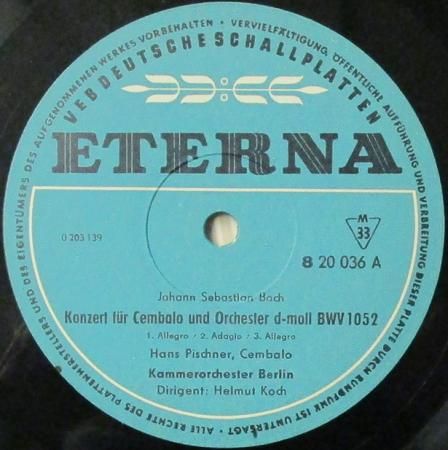 ALLE RECHTE DES PLATTENHERSTELLERS UND DES EIGENTÜMERS DES AUFGENOMMENEN WERKES VORBEHALTEN • VERVIELFÄLTIGUNG, ÖFFENTLICHE AUFFÜHRUNG UND VERBREITUNG DIESER PLATTE DURCH RUNDFUNK IST UNTERSAGT •
VEB DEUTSCHE SCHALLPLATTEN
ETERNA
M
33
0 203 139
8 20 036 A
Johann Sebastian Bach
Konzert für Cembalo und Orchester d-moll BWV 1052
1. Allegro / 2. Adagio / 3. Allegro
Hans Pischner, Cembalo
Kammerorchester Berlin
Dirigent: Helmut Koch